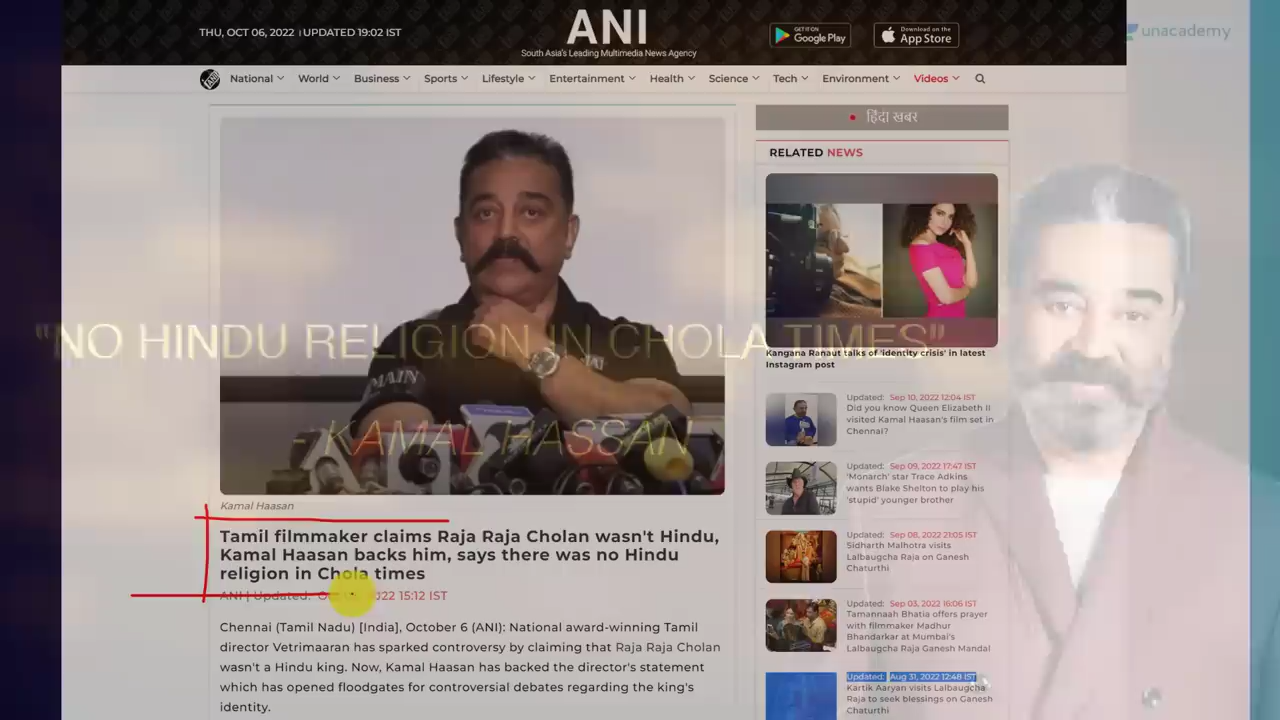 THU, OCT 06, 2022 | UPDATED 19:02 IST
ANI
South Asia's Leading Multimedia News Agency
GET IT ON
Google Play
Download on the
App Store
unacademy
National
World
Business
Sports
Lifestyle
Entertainment
Health
Science
Tech
Environment
Videos
हिंदी खबर
RELATED NEWS
"NO HINDU RELIGION IN CHOLA TIMES"
- KAMAL HASSAN
Kangana Ranaut talks of 'identity crisis' in latest
Instagram post
Updated: Sep 10, 2022 12:04 IST
Did you know Queen Elizabeth II
visited Kamal Haasan's film set in
Chennai?
Updated: Sep 09, 2022 17:47 IST
'Monarch' star Trace Adkins
wants Blake Shelton to play his
'stupid' younger brother
Updated: Sep 08, 2022 21:05 IST
Sidharth Malhotra visits
Lalbaugcha Raja on Ganesh
Chaturthi
Updated: Sep 03, 2022 16:06 IST
Tamannaah Bhatia offers prayer
with filmmaker Madhur
Bhandarkar at Mumbai's
Lalbaugcha Raja Ganesh Mandal
Updated: Aug 31, 2022 12:48 IST
Kartik Aaryan visits Lalbaugcha
Raja to seek blessings on Ganesh
Chaturthi
Kamal Haasan
Tamil filmmaker claims Raja Raja Cholan wasn't Hindu,
Kamal Haasan backs him, says there was no Hindu
religion in Chola times
ANI | Updated: 2022 15:12 IST
Chennai (Tamil Nadu) [India], October 6 (ANI): National award-winning Tamil
director Vetrimaaran has sparked controversy by claiming that Raja Raja Cholan
wasn't a Hindu king. Now, Kamal Haasan has backed the director's statement
which has opened floodgates for controversial debates regarding the king's
identity.